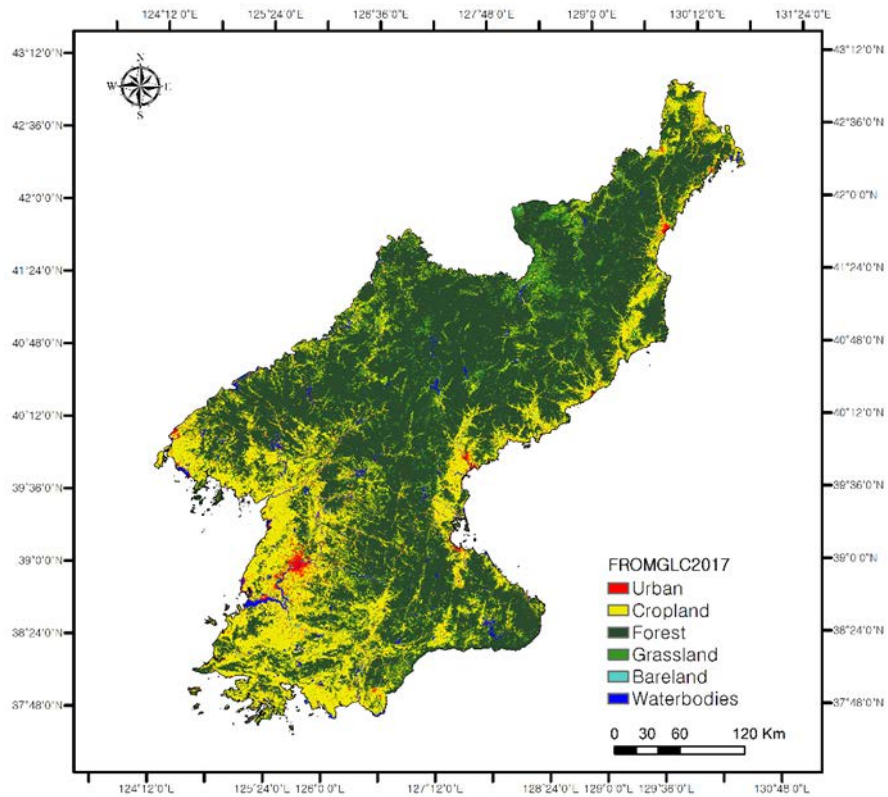 124°12'0"E 125°24'0"E 126°36'0"E 127°48'0"E 129°0'0"E 130°12'0"E 131°24'0"E
43°12'0"N 43°12'0"N
N
W E
S
42°36'0"N 42°36'0"N
42°0'0"N 42°0'0"N
41°24'0"N 41°24'0"N
40°48'0"N 40°48'0"N
40°12'0"N 40°12'0"N
39°36'0"N 39°36'0"N
39°0'0"N 39°0'0"N
FROMGLC2017
Urban
Cropland
38°24'0"N 38°24'0"N
Forest
Grassland
Bareland
37°48'0"N 37°48'0"N
Waterbodies
0 30 60 120 Km
124°12'0"E 125°24'0"E 126°0'0"E 127°12'0"E 128°24'0"E 129°0'0"E 129°36'0"E 130°48'0"E